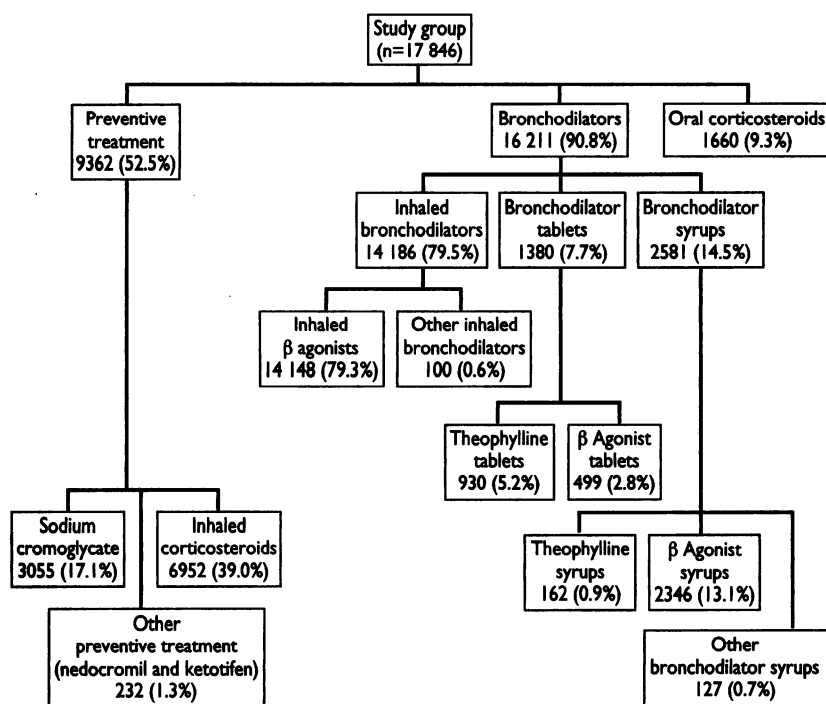 Study group
(n=17 846)
Preventive
treatment
9362 (52.5%)
Bronchodilators
16 211 (90.8%)
Oral corticosteroids
1660 (9.3%)
Inhaled
bronchodilators
14 186 (79.5%)
Bronchodilator
tablets
1380 (7.7%)
Bronchodilator
syrups
2581 (14.5%)
Inhaled
β agonists
14 148 (79.3%)
Other inhaled
bronchodilators
100 (0.6%)
Theophylline
tablets
930 (5.2%)
β Agonist
tablets
499 (2.8%)
Sodium
cromoglycate
3055 (17.1%)
Inhaled
corticosteroids
6952 (39.0%)
Theophylline
syrups
162 (0.9%)
β Agonist
syrups
2346 (13.1%)
Other
preventive treatment
(nedocromil and ketotifen)
232 (1.3%)
Other
bronchodilator syrups
127 (0.7%)